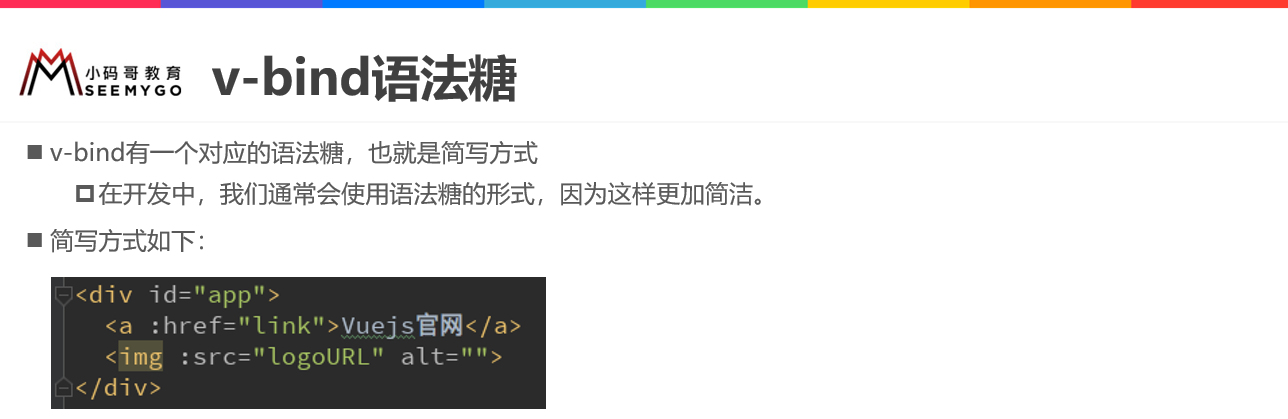 小码哥教育
SEEMYGO
v-bind语法糖
v-bind有一个对应的语法糖，也就是简写方式
在开发中，我们通常会使用语法糖的形式，因为这样更加简洁。
简写方式如下：
<div id="app">
<a :href="link">Vuejs官网</a>
<img :src="logoURL" alt="">
</div>